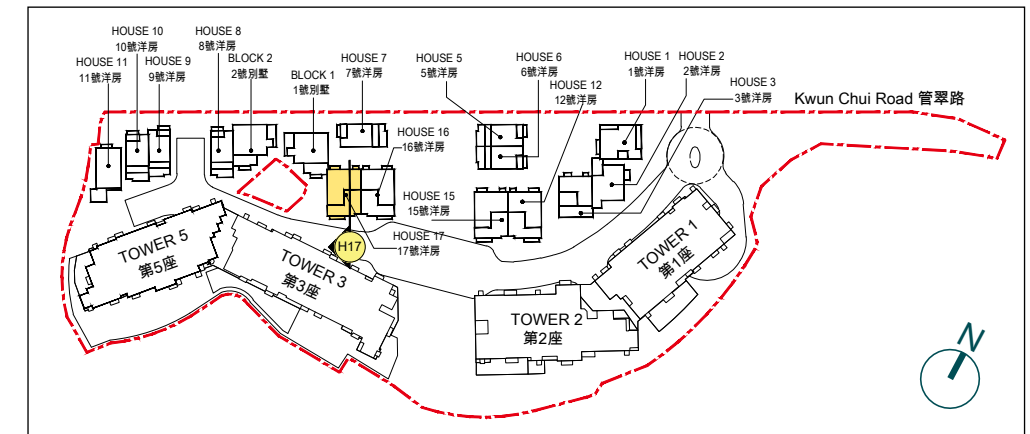 HOUSE 10
10號洋房
HOUSE 11
11號洋房
HOUSE 9
9號洋房
HOUSE 8
8號洋房
BLOCK 2
2號別墅
BLOCK 1
1號別墅
HOUSE 7
7號洋房
HOUSE 16
16號洋房
HOUSE 5
5號洋房
HOUSE 6
6號洋房
HOUSE 12
12號洋房
HOUSE 1
1號洋房
HOUSE 2
2號洋房
HOUSE 3
3號洋房
Kwun Chui Road 管翠路
HOUSE 15
15號洋房
HOUSE 17
17號洋房
H17
TOWER 5
第5座
TOWER 3
第3座
TOWER 2
第2座
TOWER 1
第1座
N